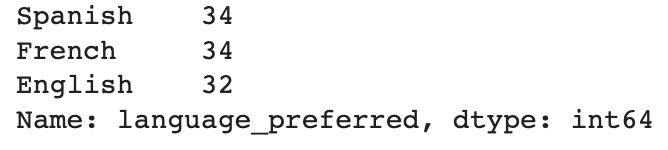 Spanish    34
French     34
English    32
Name: language_preferred, dtype: int64